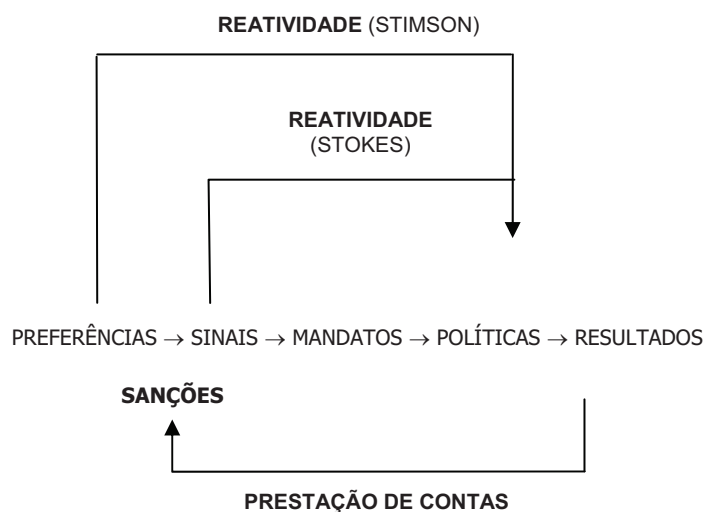 REATIVIDADE (STIMSON)
REATIVIDADE
(STOKES)
PREFERÊNCIAS → SINAIS → MANDATOS → POLÍTICAS → RESULTADOS
SANÇÕES
PRESTAÇÃO DE CONTAS